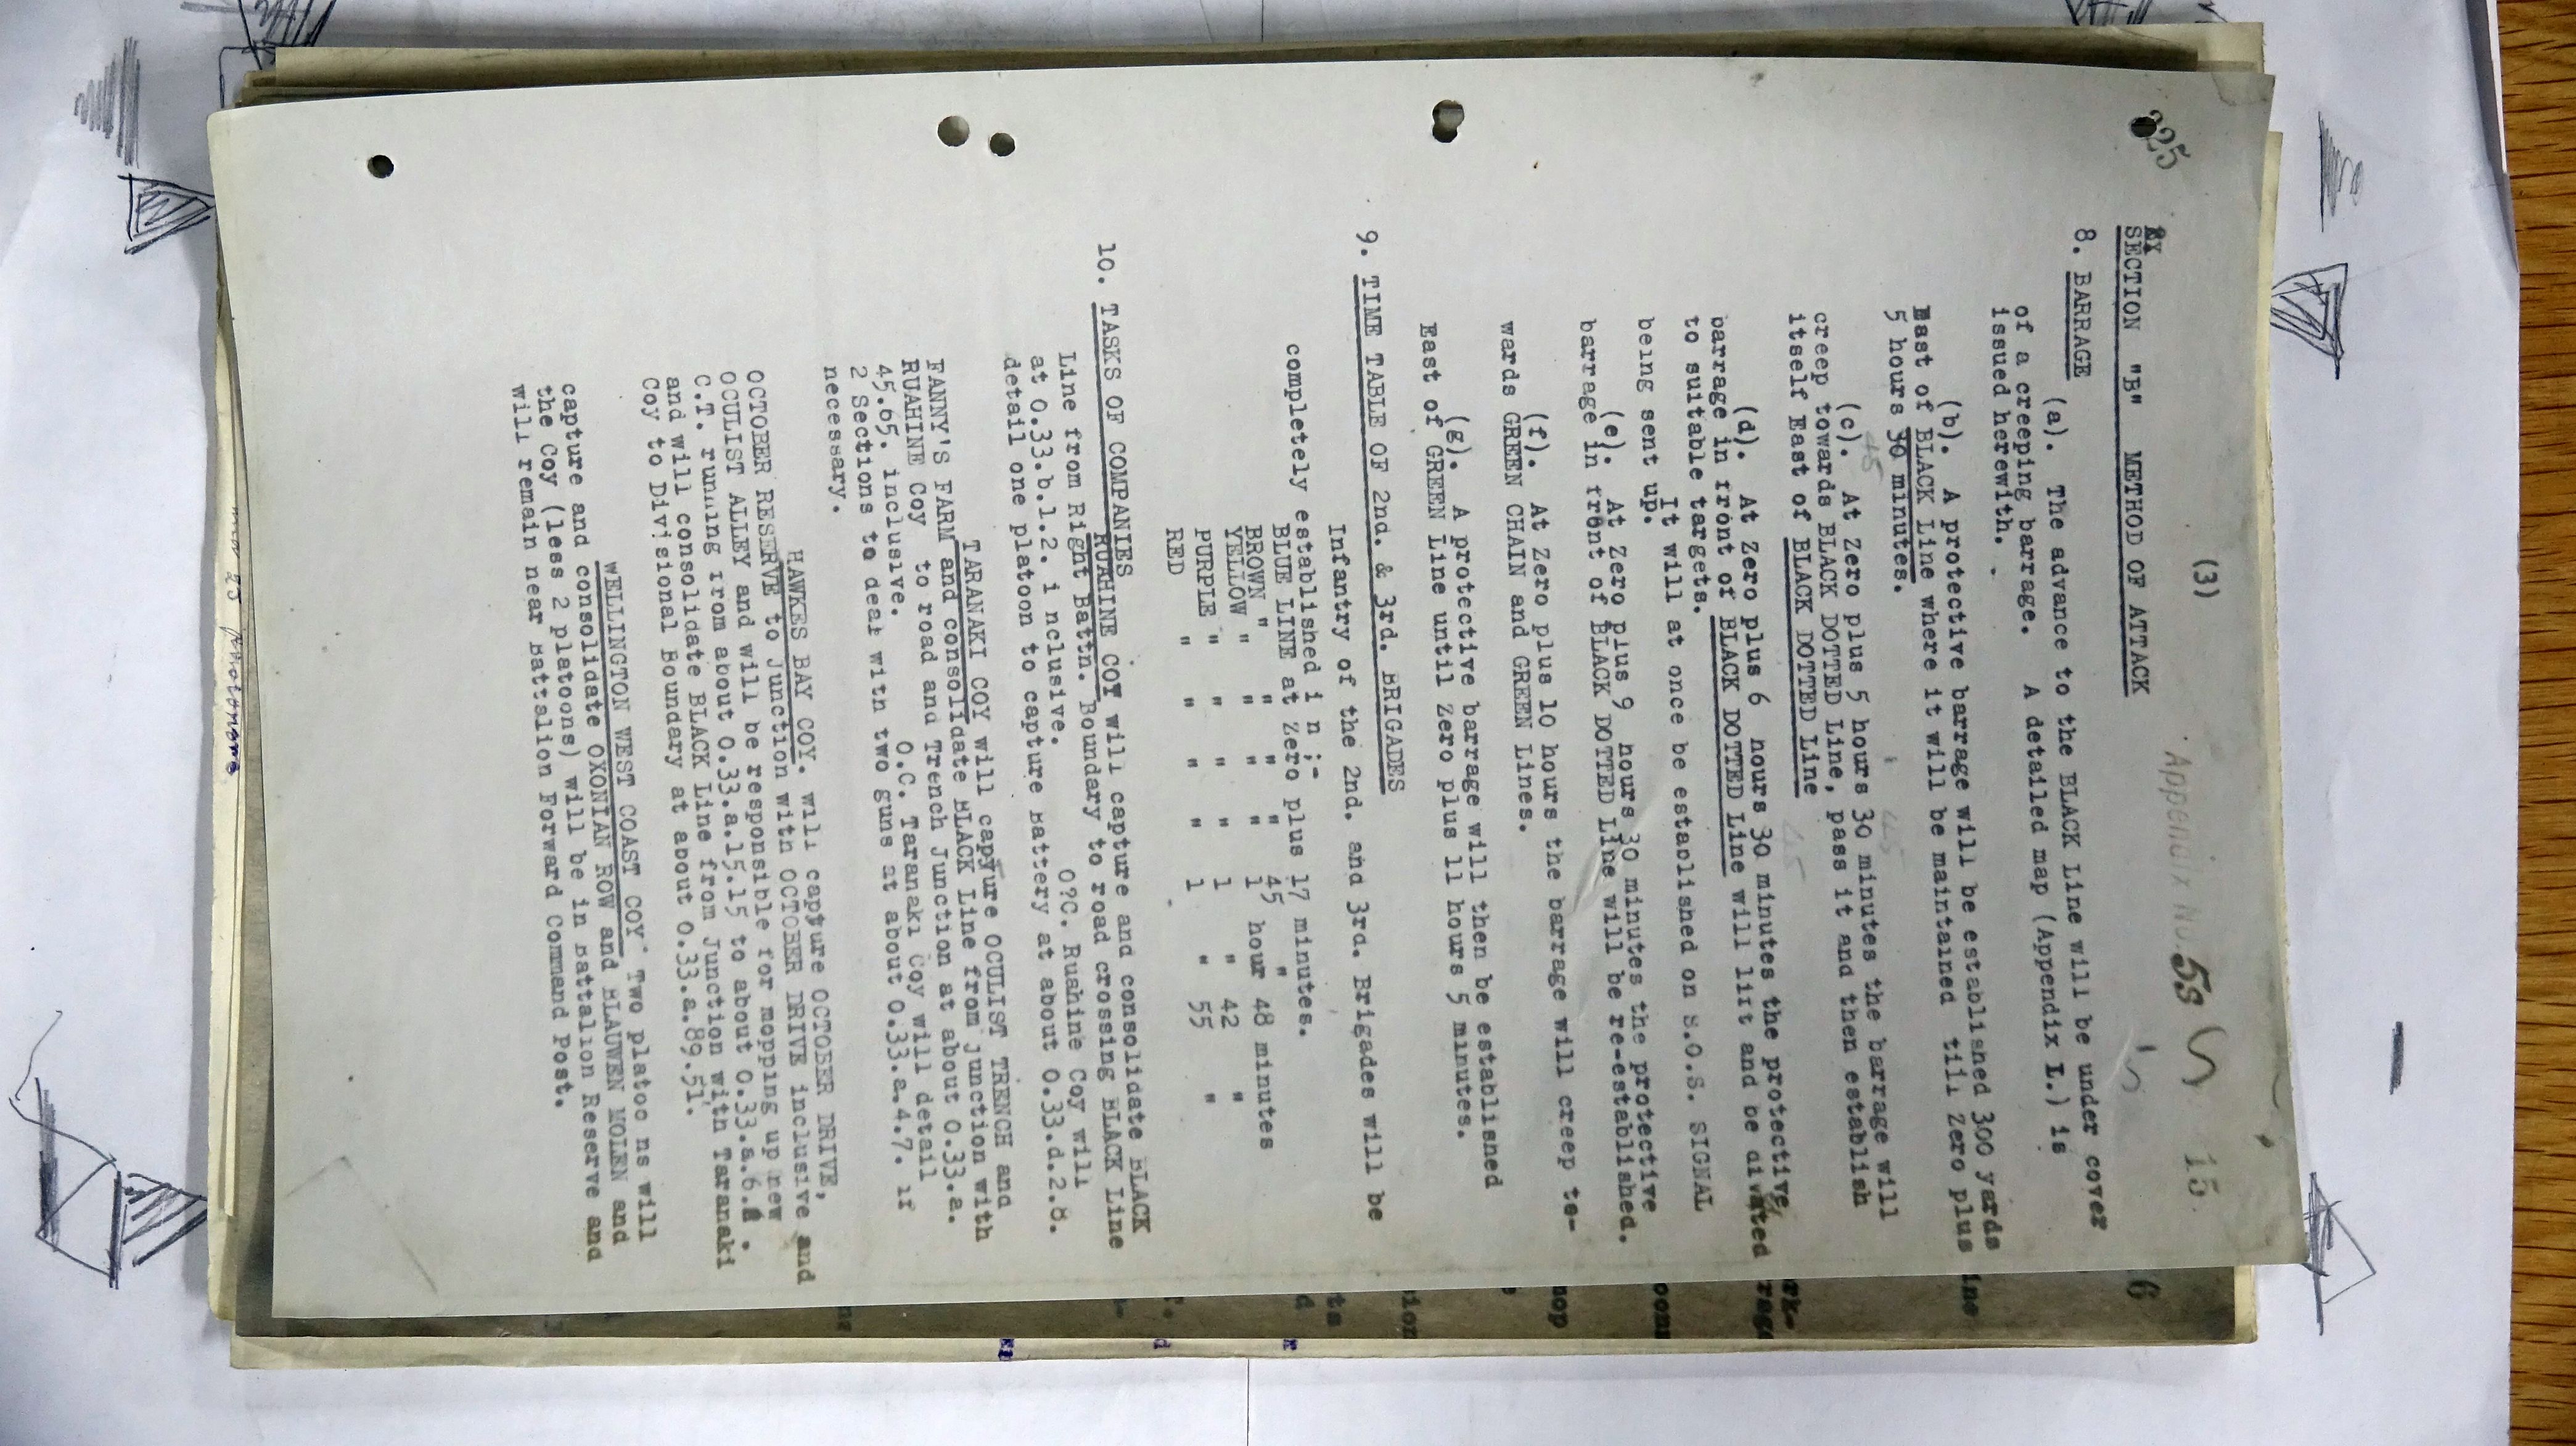 225
(3)
Appendix No. 5s
15.
SECTION "B" METHOD OF ATTACK
8. BARRAGE
(a). The advance to the BLACK Line will be under cover
of a creeping barrage. A detailed map (Appendix L.) is
issued herewith.
(b). A protective barrage will be established 300 yards
East of BLACK Line where it will be maintained till Zero plus
5 hours 30 minutes.
45
(c). At Zero plus 5 hours 30 minutes the barrage will
creep towards BLACK DOTTED Line, pass it and then establish
itself East of BLACK DOTTED Line
45
(d). At Zero plus 6 hours 30 minutes the protective
barrage in front of BLACK DOTTED Line will lift and be diverted
to suitable targets.
It will at once be established on S.O.S. SIGNAL
being sent up.
(e). At Zero plus 9 hours 30 minutes the protective
barrage in front of BLACK DOTTED Line will be re-established.
(f). At Zero plus 10 hours the barrage will creep to-
wards GREEN CHAIN and GREEN Lines.
(g). A protective barrage will then be established
East of GREEN Line until Zero plus 11 hours 5 minutes.
9. TIME TABLE OF 2nd. & 3rd. BRIGADES
Infantry of the 2nd. and 3rd. Brigades will be
completely established i n ;-
BLUE LINE at Zero plus 17 minutes.
BROWN " " " " 45 "
YELLOW " " " " 1 hour 48 minutes
PURPLE " " " " 1 " 42 "
RED " " " " 1 " 55 "
10. TASKS OF COMPANIES
RUAHINE COY will capture and consolidate BLACK
Line from Right Battn. Boundary to road crossing BLACK Line
at O.33.b.1.2. i nclusive. O?C. Ruahine Coy will
detail one platoon to capture Battery at about O.33.d.2.8.
TARANAKI COY will capture OCULIST TRENCH and
FANNY'S FARM and consolidate BLACK Line from junction with
RUAHINE Coy to road and Trench Junction at about O.33.a.
45.65. inclusive. O.C. Taranaki Coy will detail
2 Sections to deal with two guns at about O.33.a.4.7. if
necessary.
HAWKES BAY COY. will capture OCTOBER DRIVE,
OCTOBER RESERVE to Junction with OCTOBER DRIVE inclusive and
OCULIST ALLEY and will be responsible for mopping up new
C.T. running from about O.33.a.15.15 to about O.33.a.6.
and will consolidate BLACK Line from Junction with Taranaki
Coy to Divisional Boundary at about O.33.a.89.51.
WELLINGTON WEST COAST COY Two platoo ns will
capture and consolidate OXONIAN ROW and BLAUWEN MOLEN and
the Coy (less 2 platoons) will be in Battalion Reserve and
will remain near Battalion Forward Command Post.